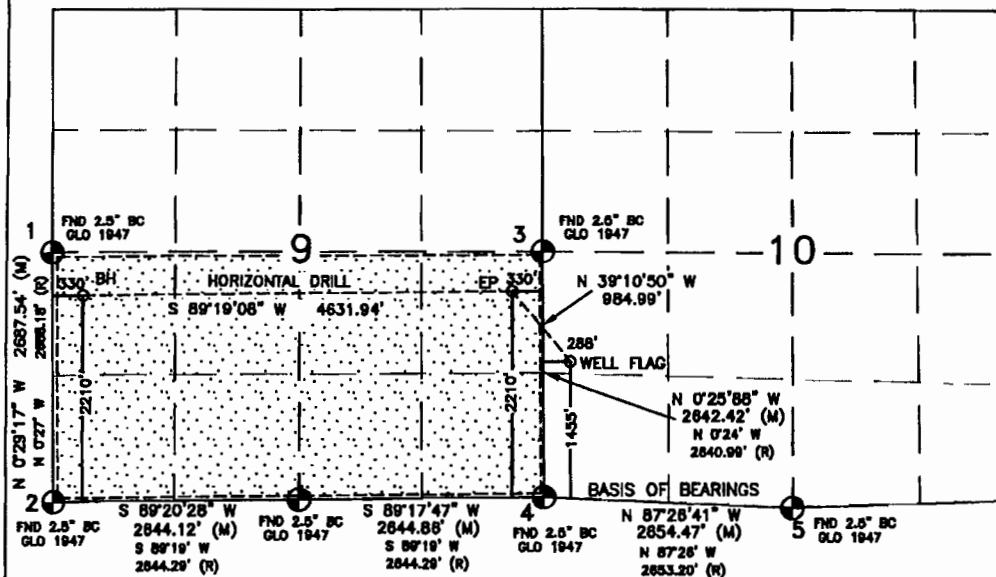 1
FND 2.5" BC
GLO 1947
9
3
FND 2.5" BC
GLO 1947
10
330'
BH
HORIZONTAL DRILL
EP
330'
S 89°19'08" W 4631.94'
N 39°10'50" W
984.99'
288'
WELL FLAG
N 0°29'17" W 2687.54' (M)
N 0°27' W
2210'
2210'
1455'
N 0°25'58" W
2642.42' (M)
N 0°24' W
2640.99' (R)
BASIS OF BEARINGS
2
FND 2.5" BC
GLO 1947
S 89°20'28" W
2644.12' (M)
S 89°19' W
2644.29' (R)
FND 2.5" BC
GLO 1947
S 89°17'47" W
2644.88' (M)
S 89°19' W
2644.29' (R)
4
FND 2.5" BC
GLO 1947
N 87°28'41" W
2654.47' (M)
N 87°26' W
2653.20' (R)
5
FND 2.5" BC
GLO 1947